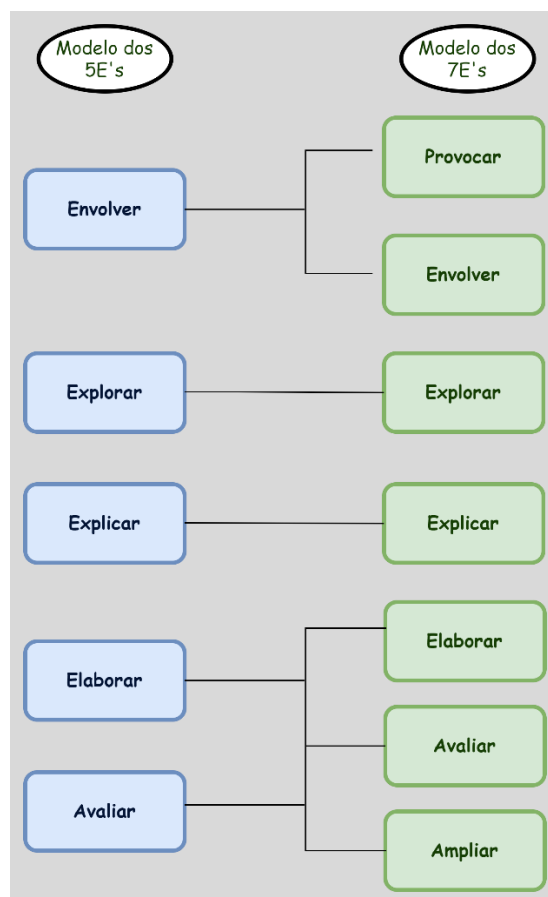 Modelo dos
5E's
Modelo dos
7E's
Provocar
Envolver
Envolver
Explorar
Explorar
Explicar
Explicar
Elaborar
Elaborar
Avaliar
Avaliar
Ampliar